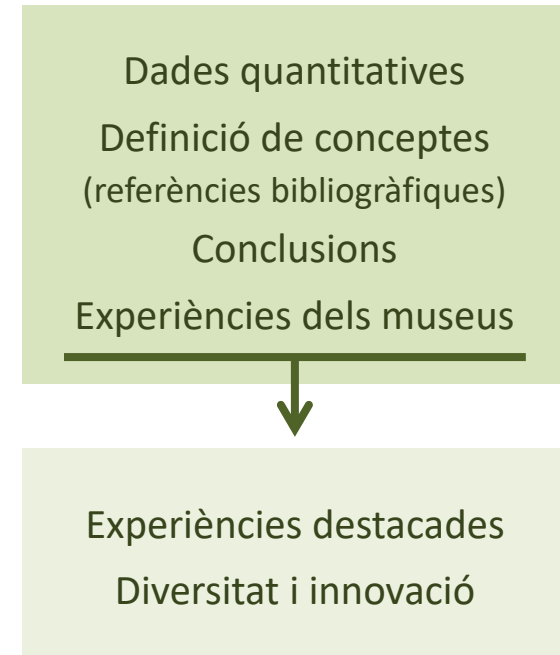 Dades quantitatives
Definició de conceptes
(referències bibliogràfiques)
Conclusions
Experiències dels museus
Experiències destacades
Diversitat i innovació